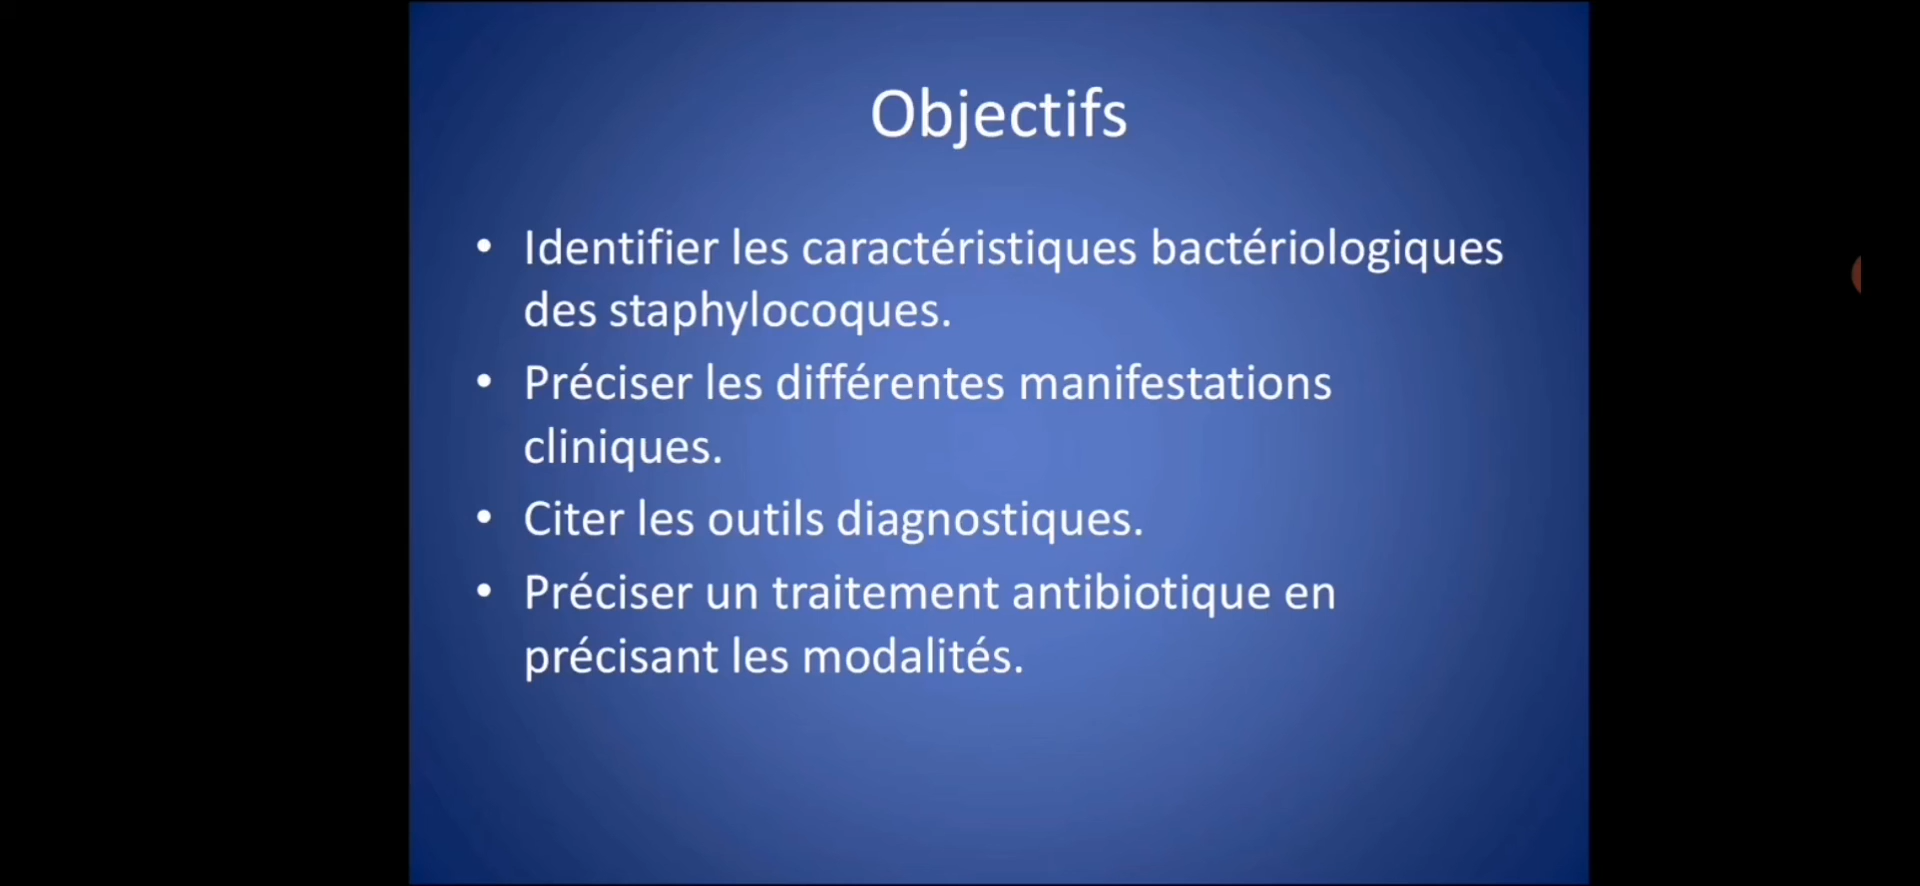 Objectifs
• Identifier les caractéristiques bactériologiques
des staphylocoques.
• Préciser les différentes manifestations
cliniques.
• Citer les outils diagnostiques.
• Préciser un traitement antibiotique en
précisant les modalités.